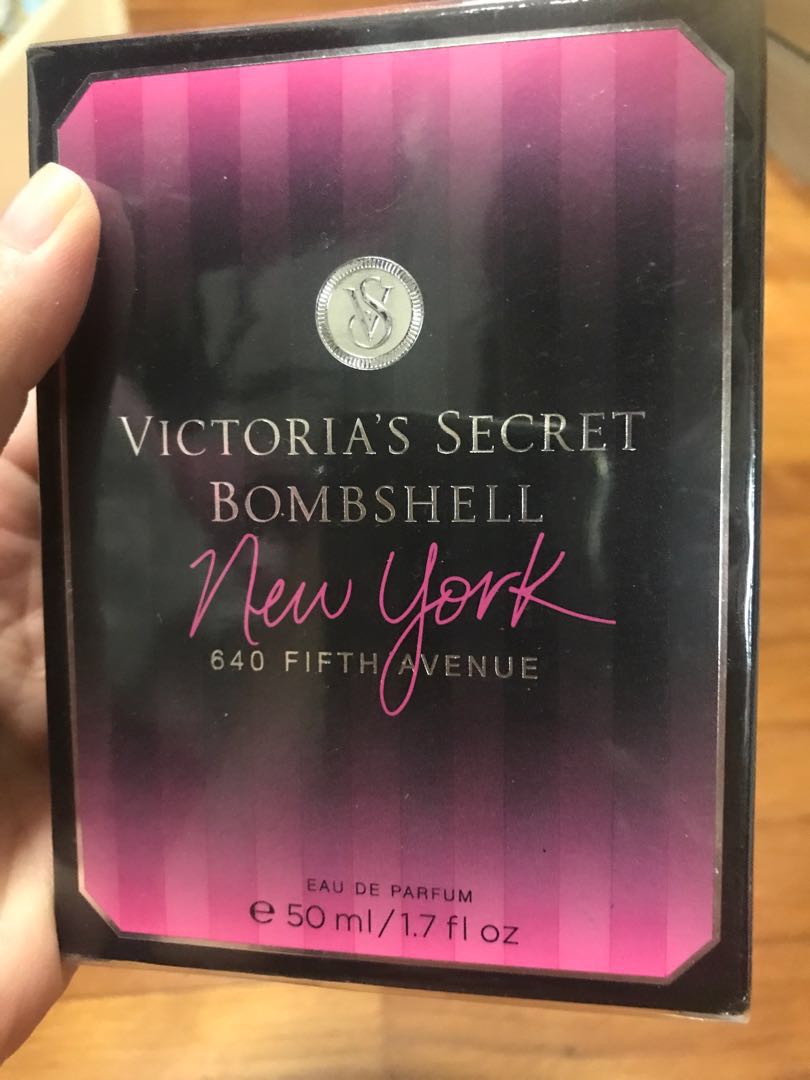 VS
VICTORIA'S SECRET
BOMBSHELL
New York
640 FIFTH AVENUE
EAU DE PARFUM
℮ 50 ml/1.7 fl oz